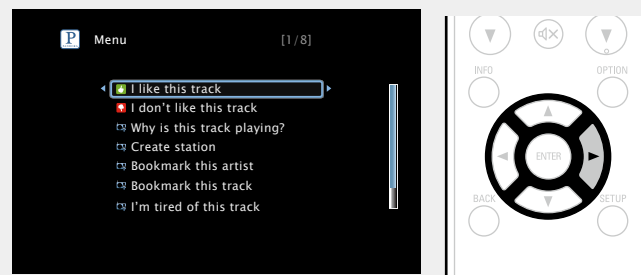 P
Menu
[1/8]
I like this track
I don't like this track
Why is this track playing?
Create station
Bookmark this artist
Bookmark this track
I'm tired of this track
INFO
OPTION
ENTER
BACK
SETUP